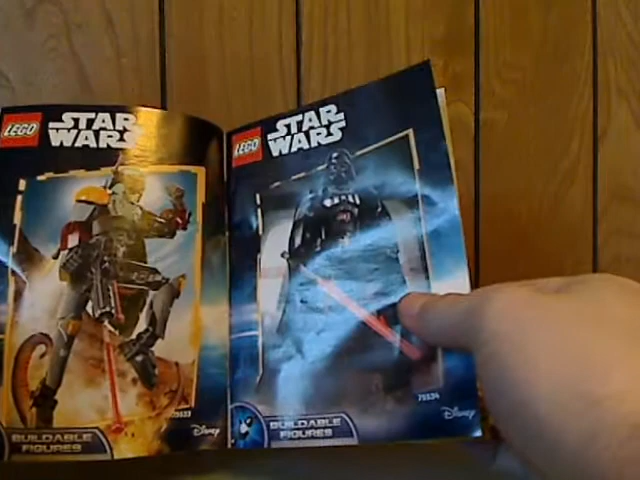 LEGO
STAR
WARS
75533
Disney
BUILDABLE
FIGURES
LEGO
STAR
WARS
75534
Disney
BUILDABLE
FIGURES